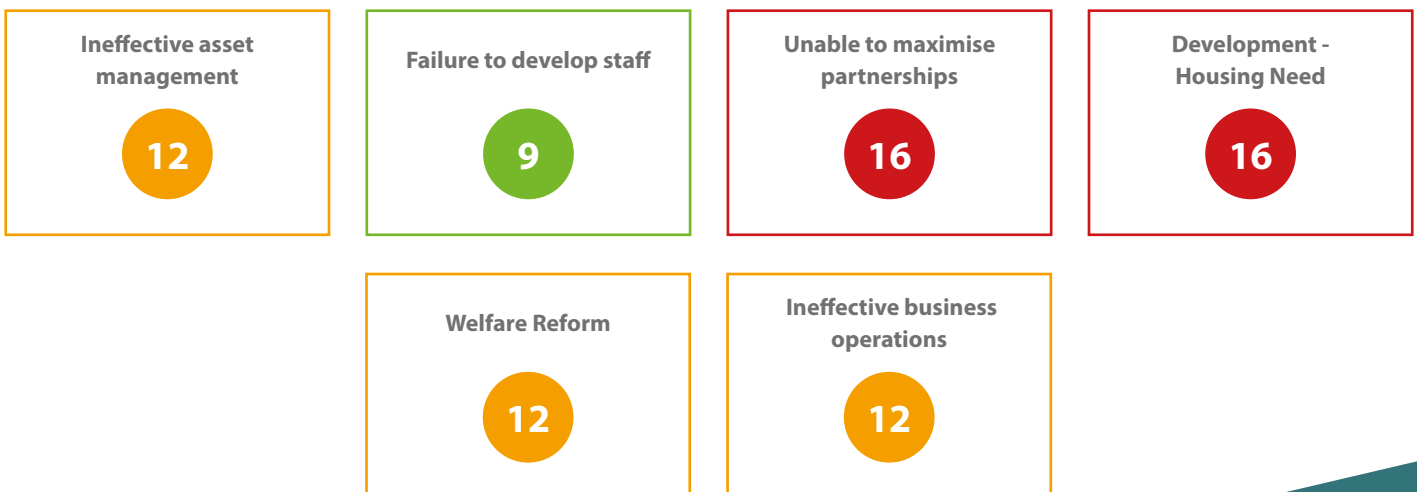 Ineffective asset
management
12
Failure to develop staff
9
Unable to maximise
partnerships
16
Development -
Housing Need
16
Welfare Reform
12
Ineffective business
operations
12